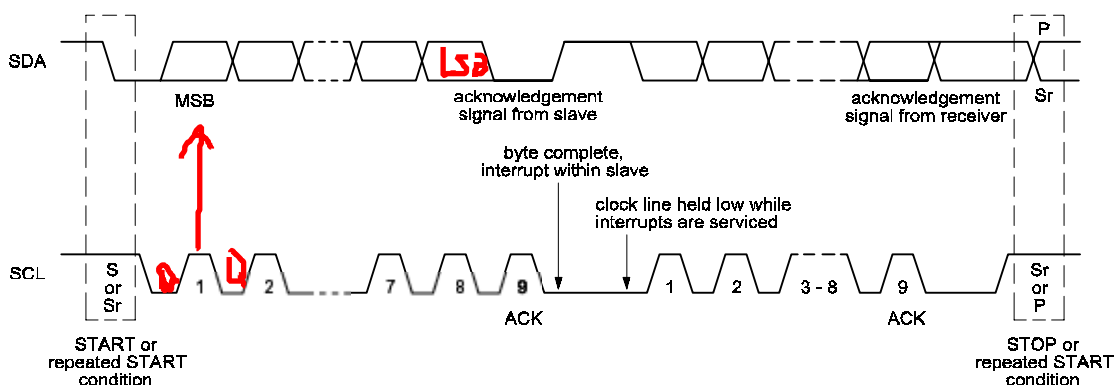 P
SDA
LSB
MSB
acknowledgement
signal from slave
acknowledgement
signal from receiver
Sr
byte complete,
interrupt within slave
clock line held low while
interrupts are serviced
SCL
S
or
Sr
1
2
7
8
9
1
2
3 - 8
9
Sr
or
P
ACK
ACK
START or
repeated START
condition
STOP or
repeated START
condition